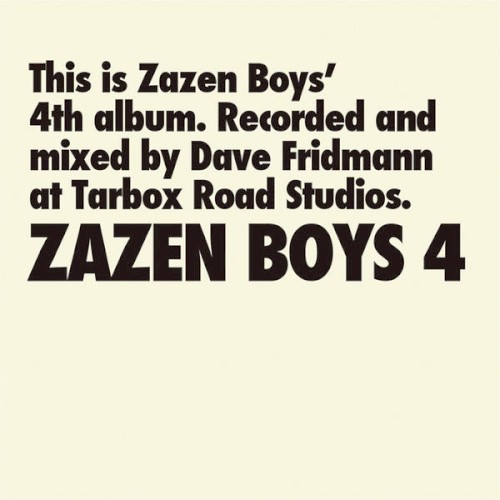 This is Zazen Boys’
4th album. Recorded and
mixed by Dave Fridmann
at Tarbox Road Studios.
ZAZEN BOYS 4